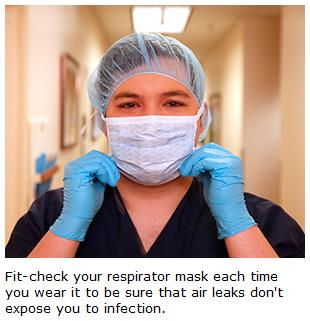 Fit-check your respirator mask each time
you wear it to be sure that air leaks don't
expose you to infection.